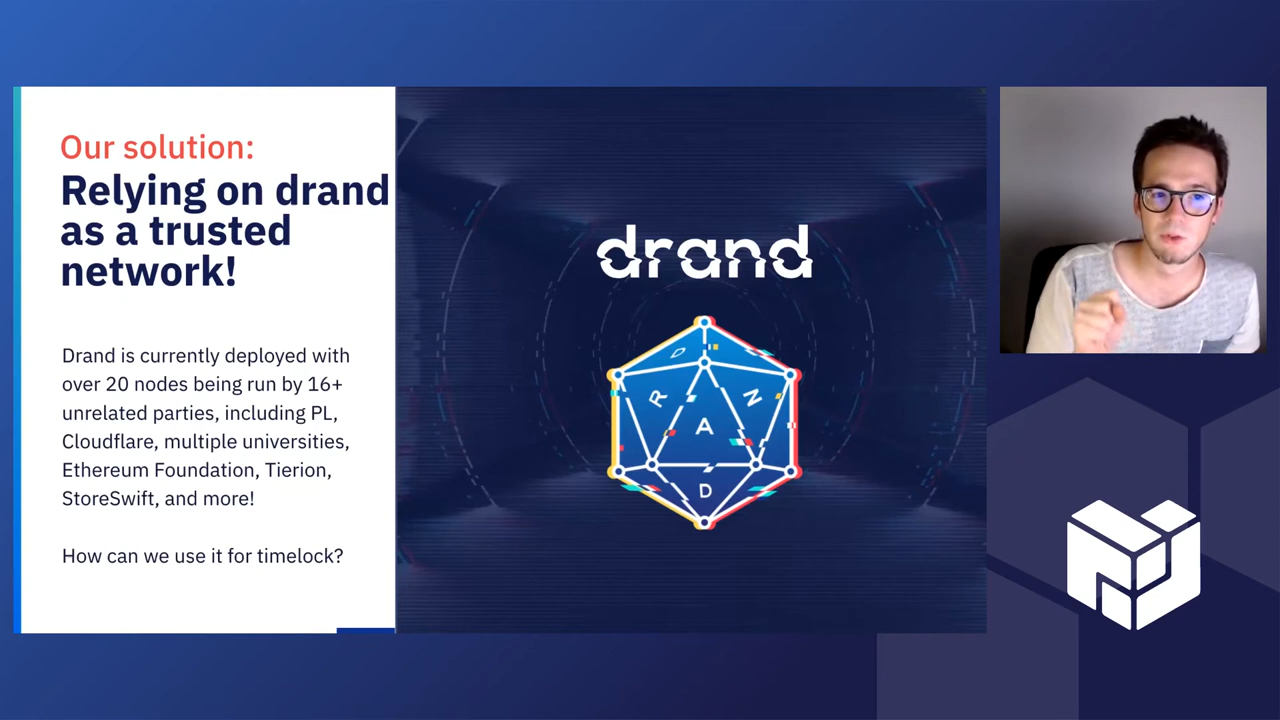 Our solution:
Relying on drand
as a trusted
network!
Drand is currently deployed with
over 20 nodes being run by 16+
unrelated parties, including PL,
Cloudflare, multiple universities,
Ethereum Foundation, Tierion,
StoreSwift, and more!
How can we use it for timelock?
drand
D
R
A
N
D